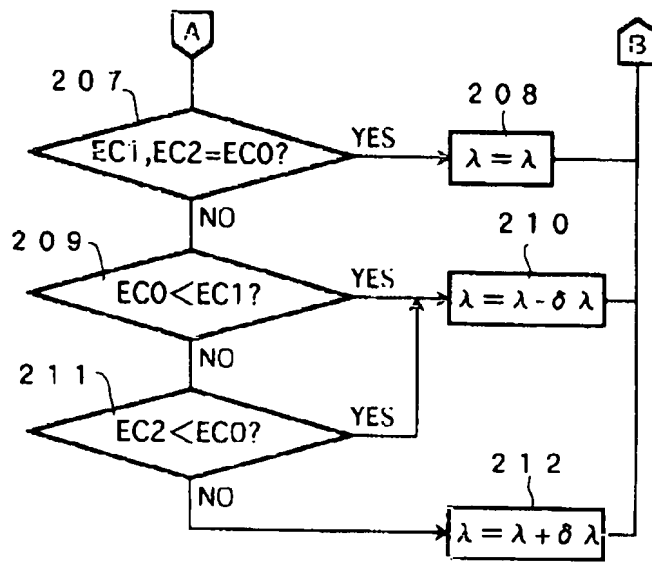 A
B
207
EC1,EC2=EC0?
YES
208
λ = λ
NO
209
EC0<EC1?
YES
210
λ = λ - δ λ
NO
211
EC2<EC0?
YES
NO
212
λ = λ + δ λ